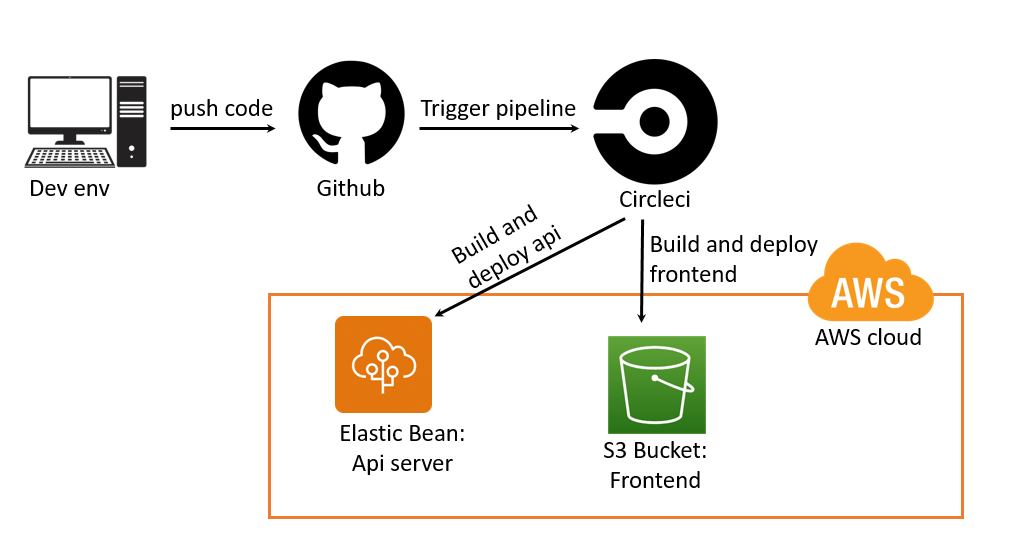 push code
Trigger pipeline
Dev env
Github
Circleci
Build and
deploy api
Build and deploy
frontend
AWS
AWS cloud
Elastic Bean:
Api server
S3 Bucket:
Frontend